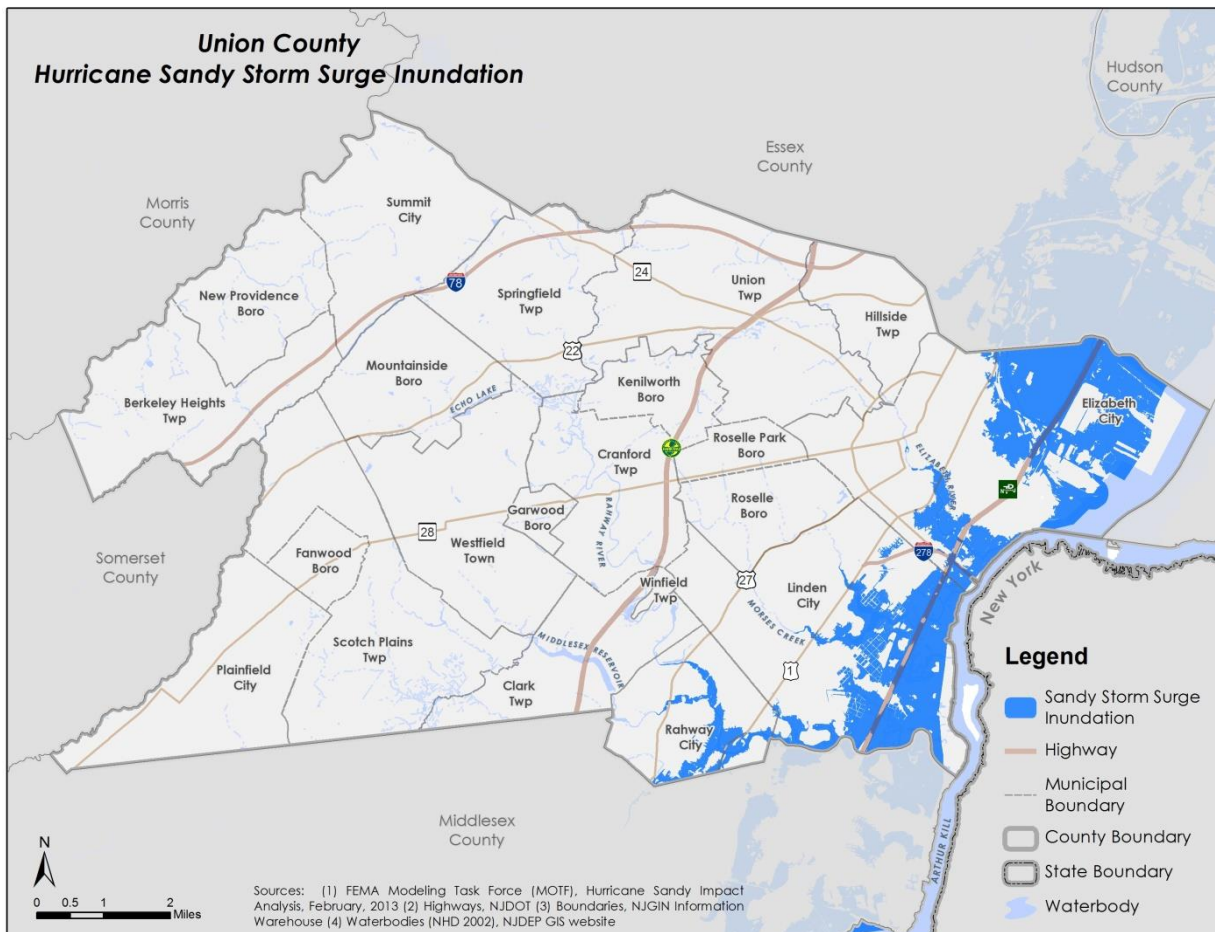 Union County
Hurricane Sandy Storm Surge Inundation
Hudson
County
Essex
County
Morris
County
Summit
City
New Providence
Boro
78
Springfield
Twp
24
Union
Twp
Hillside
Twp
22
Mountainside
Boro
ECHO LAKE
Kenilworth
Boro
Berkeley Heights
Twp
Elizabeth
City
Cranford
Twp
Roselle Park
Boro
ELIZABETH RIVER
Roselle
Boro
Garwood
Boro
RAHWAY RIVER
28
Westfield
Town
Fanwood
Boro
Somerset
County
278
27
Linden
City
Winfield
Twp
New York
MORSES CREEK
Scotch Plains
Twp
MIDDLESEX RESERVOIR
Plainfield
City
Clark
Twp
1
Rahway
City
Middlesex
County
ARTHUR KILL
Legend
Sandy Storm Surge
Inundation
Highway
Municipal
Boundary
County Boundary
State Boundary
Waterbody
N
0 0.5 1 2
Miles
Sources: (1) FEMA Modeling Task Force (MOTF), Hurricane Sandy Impact
Analysis, February, 2013 (2) Highways, NJDOT (3) Boundaries, NJGIN Information
Warehouse (4) Waterbodies (NHD 2002), NJDEP GIS website